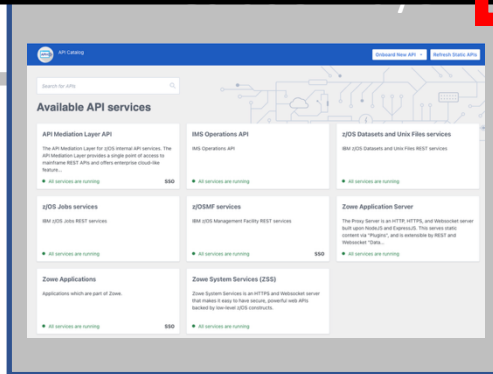 API Catalog
Onboard New API
Refresh Static APIs
Search for APIs
Available API services
API Mediation Layer API
The API Mediation Layer for z/OS internal API services. The
API Mediation Layer provides a single point of access to
mainframe REST APIs and offers enterprise cloud-like
feature...
All services are running
SSO
IMS Operations API
IMS Operations API
All services are running
z/OS Datasets and Unix Files services
IBM z/OS Datasets and Unix Files REST services
All services are running
z/OS Jobs services
IBM z/OS Jobs REST services
All services are running
z/OSMF services
IBM z/OS Management Facility REST services
All services are running
SSO
Zowe Application Server
The Proxy Server is an HTTP, HTTPS, and Websocket server
built upon NodeJS and ExpressJS. This serves static
content via "Plugins", and is extensible by REST and
Websocket "Data...
All services are running
Zowe Applications
Applications which are part of Zowe.
All services are running
SSO
Zowe System Services (ZSS)
Zowe System Services is an HTTPS and Websocket server
that makes it easy to have secure, powerful web APIs
backed by low-level z/OS constructs.
All services are running